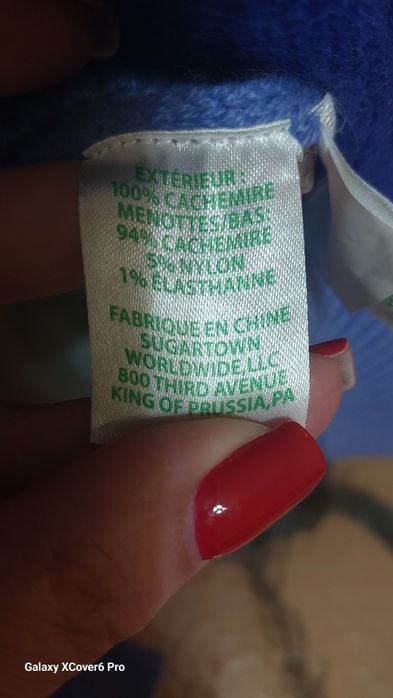 EXTÉRIEUR:
100% CACHEMIRE
MENOTTES/BAS:
94% CACHEMIRE
5% NYLON
1% ÉLASTHANNE
FABRIQUE EN CHINE
SUGARTOWN
WORLDWIDE LLC
800 THIRD AVENUE
KING OF PRUSSIA, PA
Galaxy XCover6 Pro